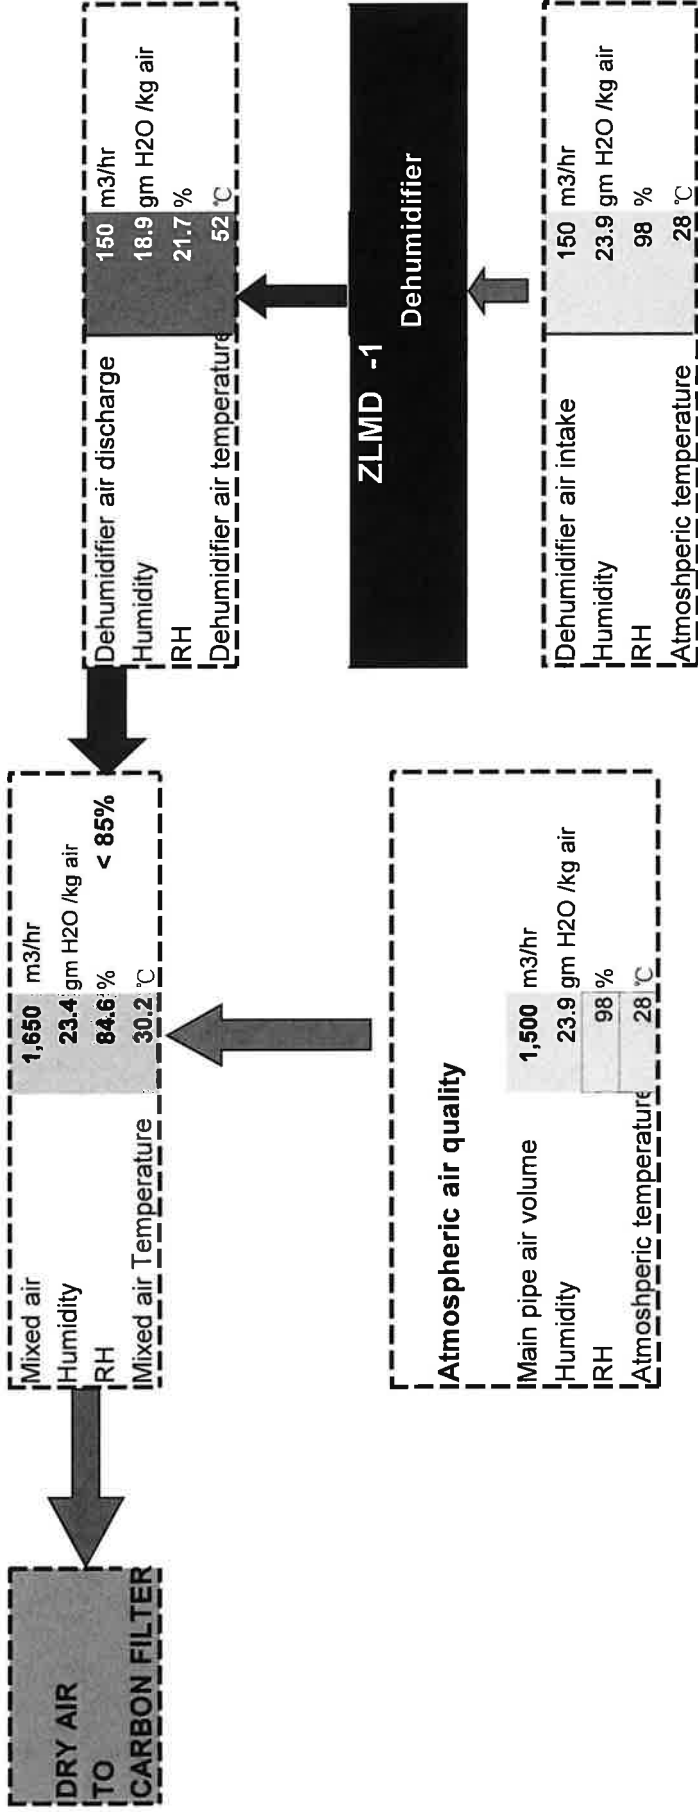 DRY AIR
TO
CARBON FILTER
Mixed air 1,650 m3/hr
Humidity 23.4 gm H2O /kg air
RH 84.6 % < 85%
Mixed air Temperature 30.2 ℃
Dehumidifier air discharge 150 m3/hr
Humidity 18.9 gm H2O /kg air
RH 21.7 %
Dehumidifier air temperature 52 ℃
ZLMD -1
Dehumidifier
Atmospheric air quality
Main pipe air volume 1,500 m3/hr
Humidity 23.9 gm H2O /kg air
RH 98 %
Atmoshperic temperature 28 ℃
Dehumidifier air intake 150 m3/hr
Humidity 23.9 gm H2O /kg air
RH 98 %
Atmoshperic temperature 28 ℃